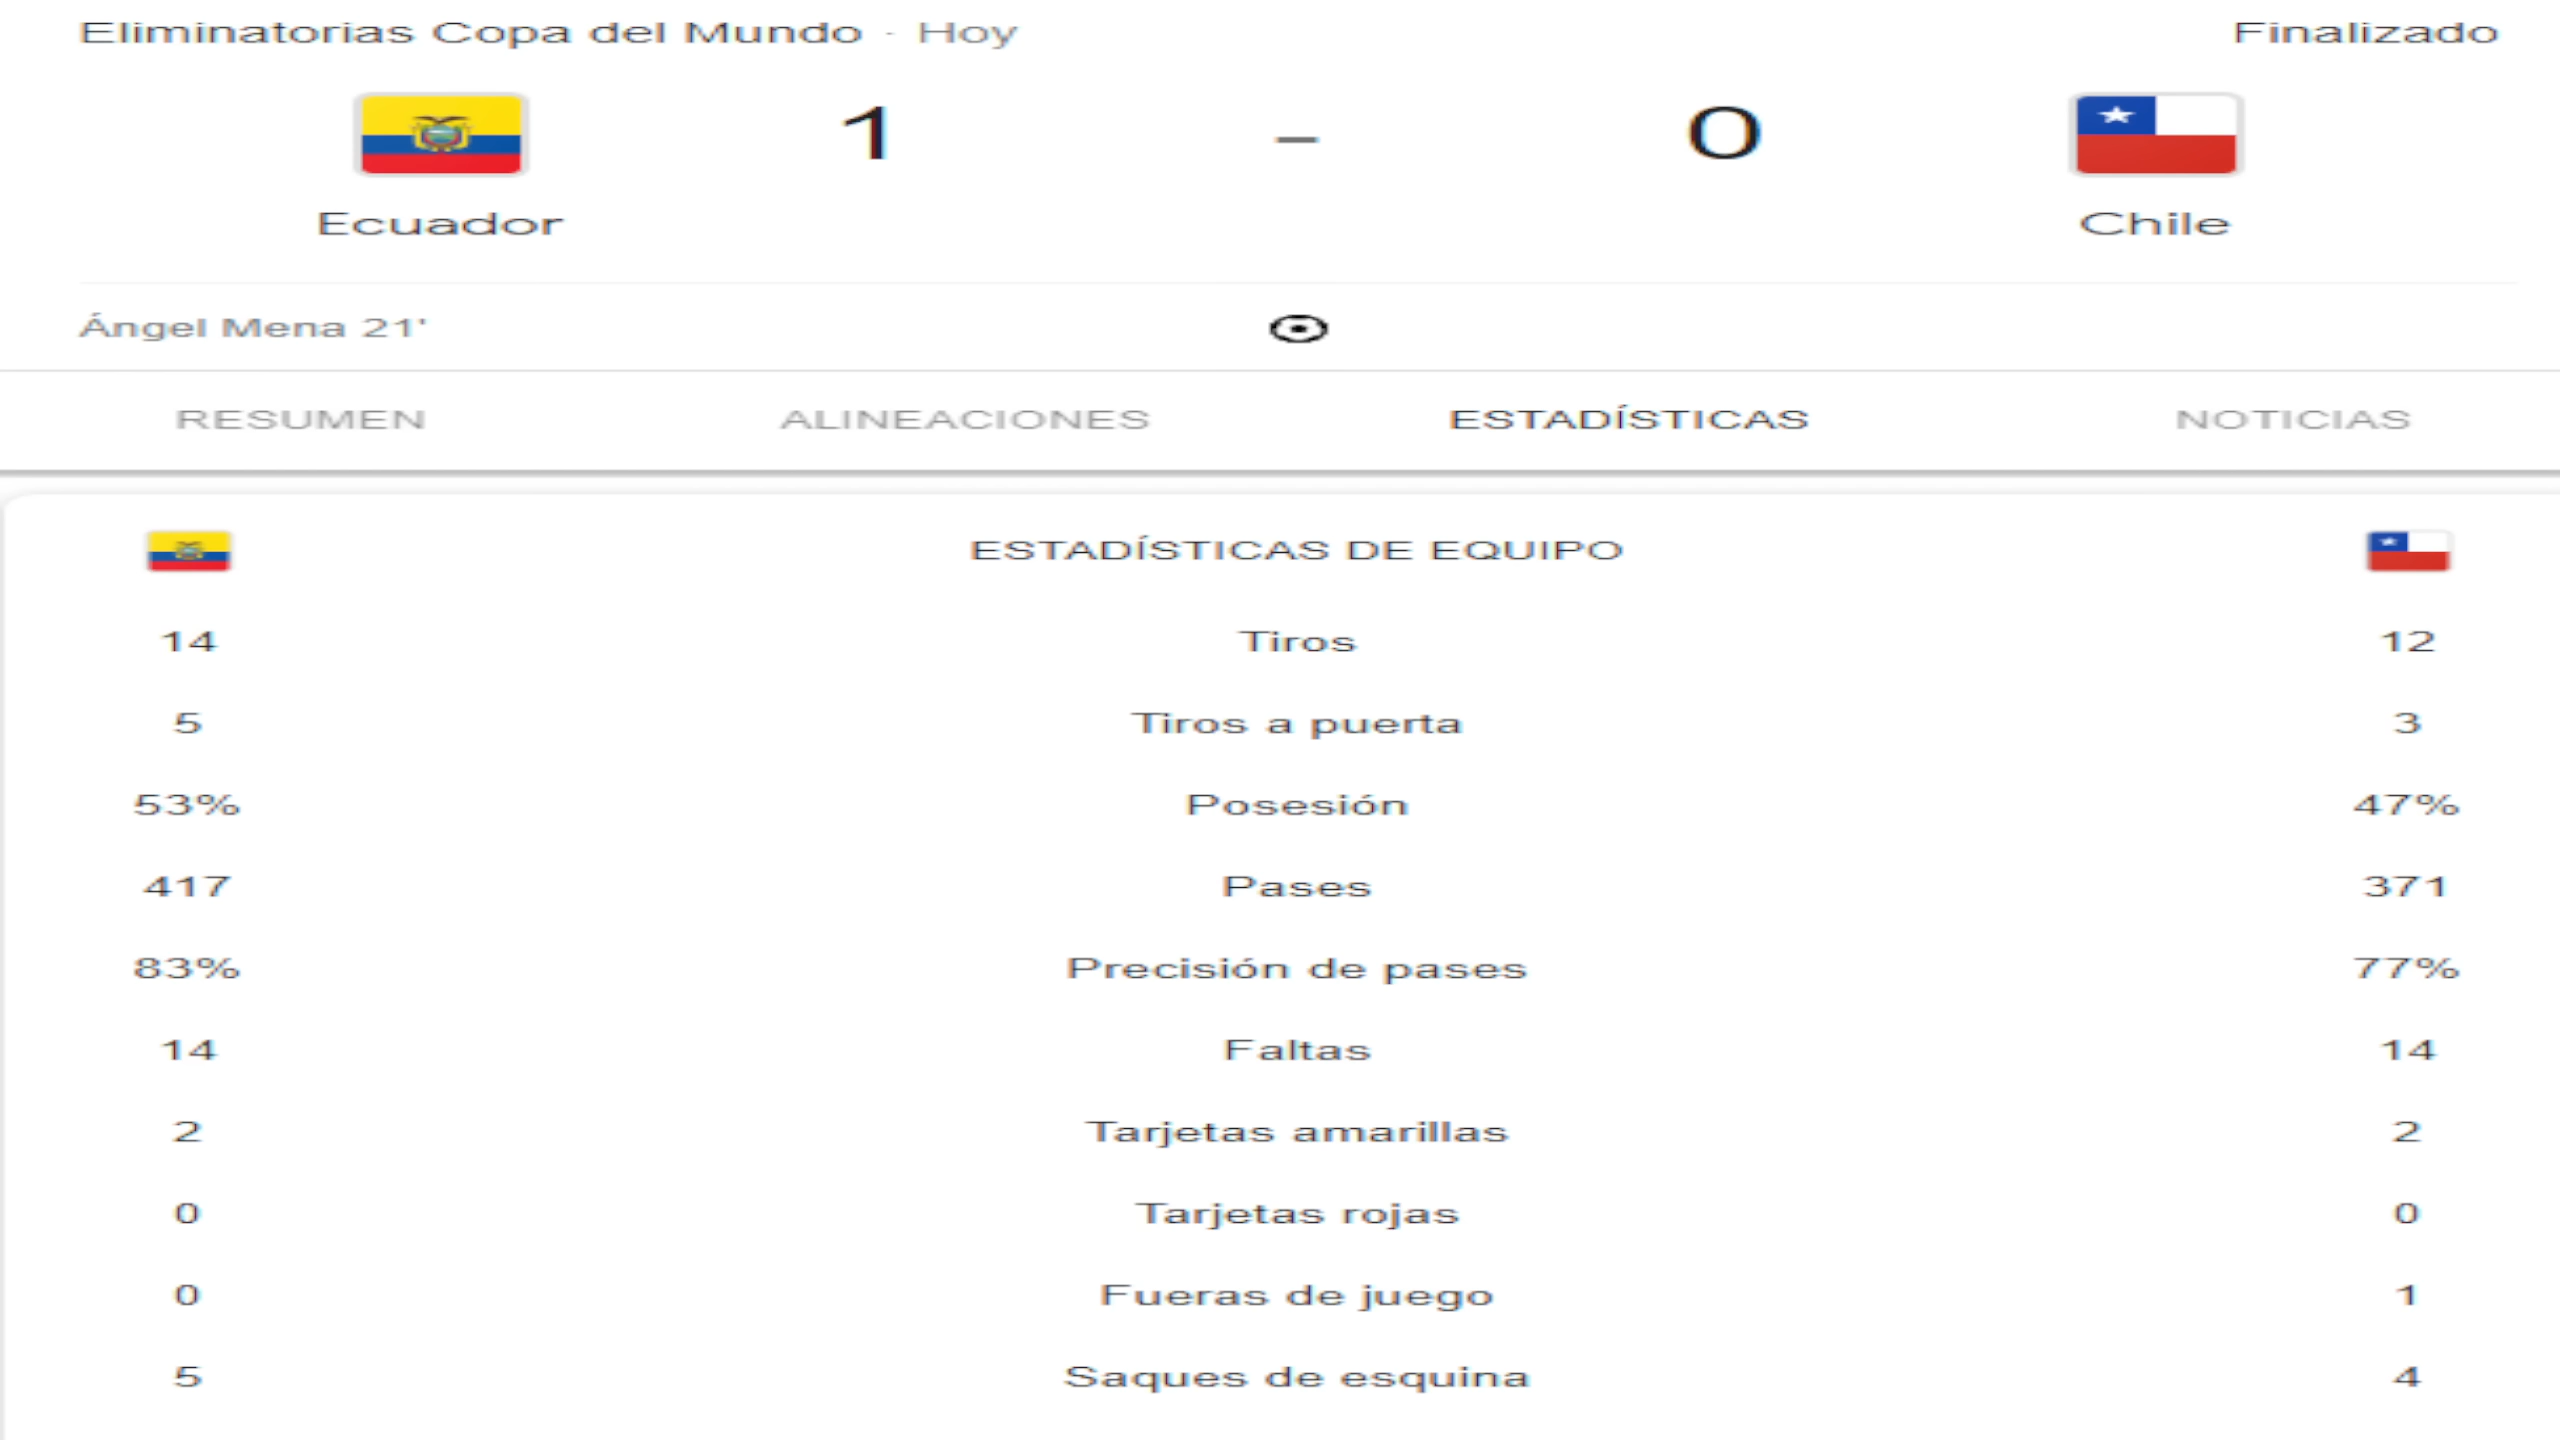 Eliminatorias Copa del Mundo · Hoy Finalizado
1 - 0
Ecuador Chile
Ángel Mena 21'
RESUMEN ALINEACIONES ESTADÍSTICAS NOTICIAS
ESTADÍSTICAS DE EQUIPO
14 Tiros 12
5 Tiros a puerta 3
53% Posesión 47%
417 Pases 371
83% Precisión de pases 77%
14 Faltas 14
2 Tarjetas amarillas 2
0 Tarjetas rojas 0
0 Fueras de juego 1
5 Saques de esquina 4